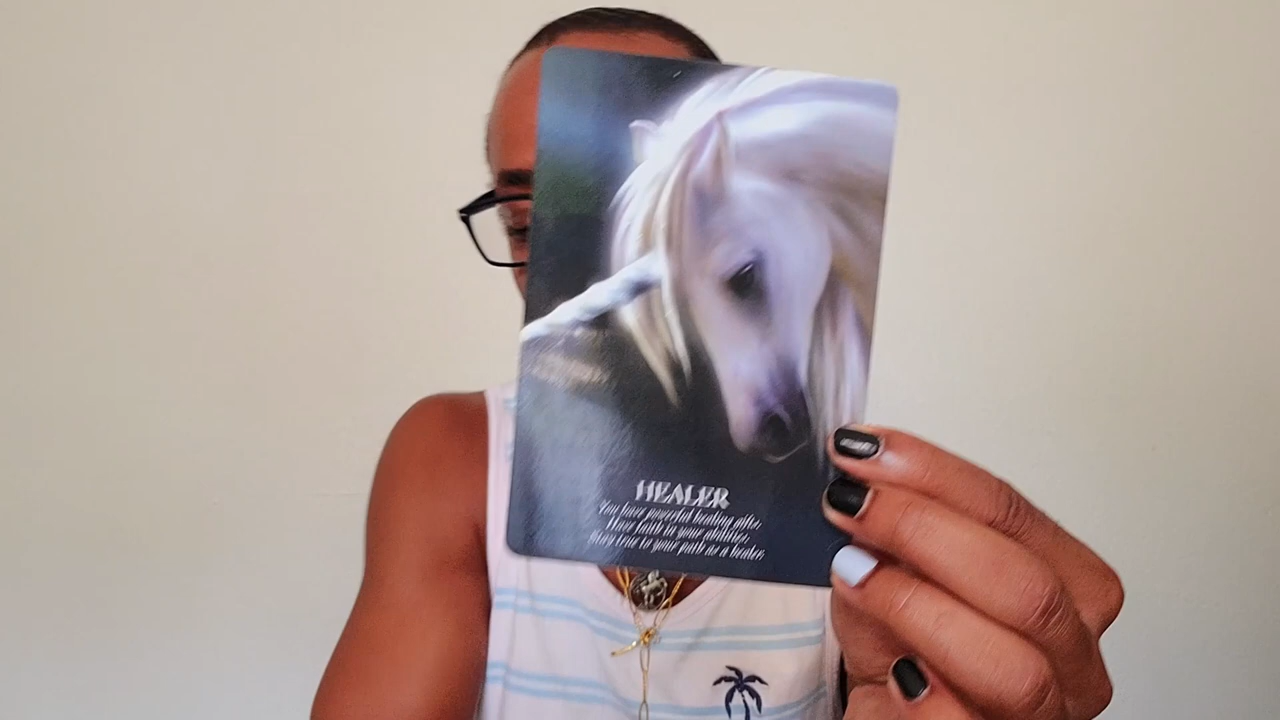 HEALER
You have powerful healing gifts,
Have faith in your abilities,
Stay true to your path as a healer